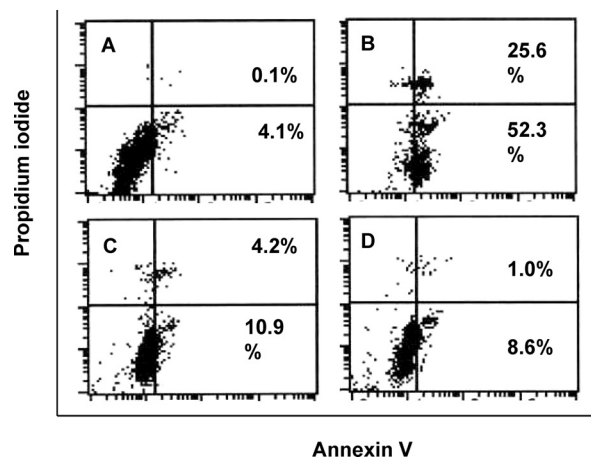 Propidium iodide
A
0.1%
4.1%
B
25.6
%
52.3
%
C
4.2%
10.9
%
D
1.0%
8.6%
Annexin V